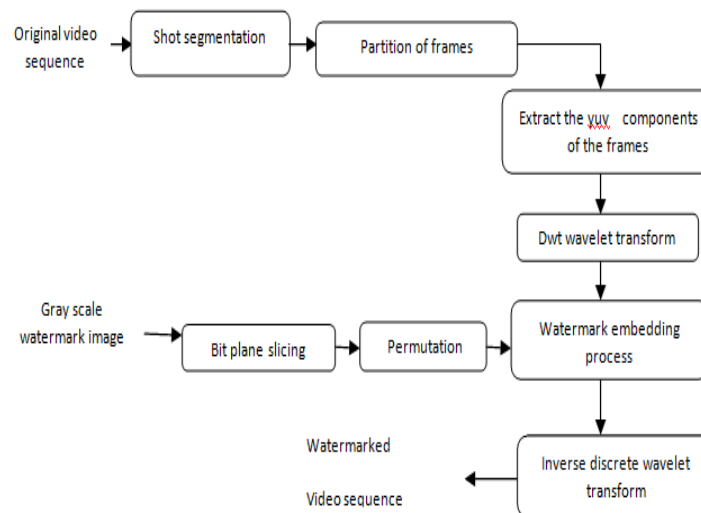 Original video
sequence
Shot segmentation
Partition of frames
Extract the yuv components
of the frames
Dwt wavelet transform
Gray scale
watermark image
Bit plane slicing
Permutation
Watermark embedding
process
Watermarked
Video sequence
Inverse discrete wavelet
transform